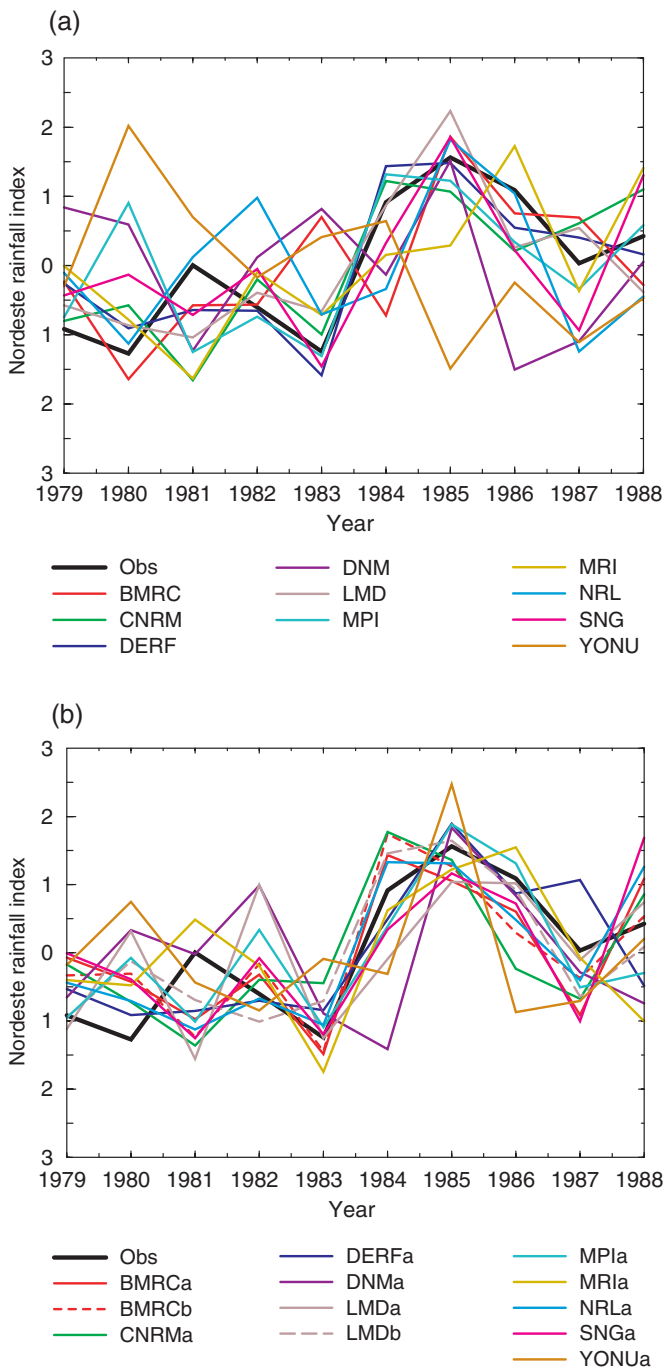 (a)
3
2
1
0
1
2
3
Nordeste rainfall index
1979 1980 1981 1982 1983 1984 1985 1986 1987 1988
Year
Obs DNM MRI
BMRC LMD NRL
CNRM MPI SNG
DERF YONU
(b)
3
2
1
0
1
2
3
Nordeste rainfall index
1979 1980 1981 1982 1983 1984 1985 1986 1987 1988
Year
Obs DERFa MPIa
BMRCa DNMa MRIa
BMRCb LMDa NRLa
CNRMa LMDb SNGa
YONUa